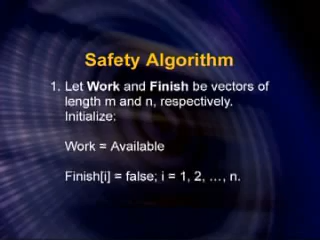 Safety Algorithm
1. Let Work and Finish be vectors of
length m and n, respectively.
Initialize:
Work = Available
Finish[i] = false; i = 1, 2, …, n.